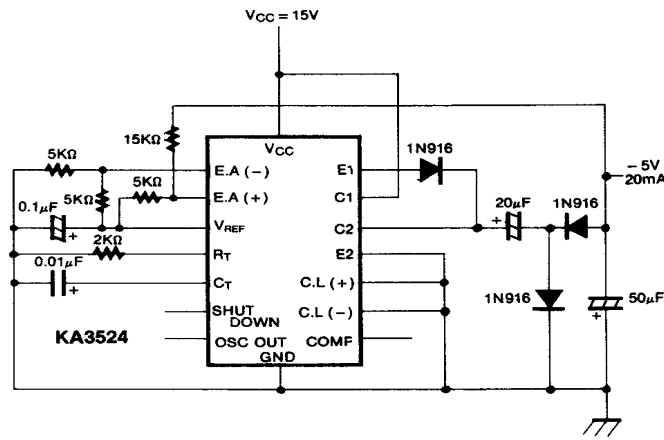 VCC = 15V
15KΩ
5KΩ
5KΩ
5KΩ
0.1µF
+
2KΩ
0.01µF
+
VCC
E.A (−)
E.A (+)
VREF
RT
CT
SHUT
DOWN
OSC OUT
GND
E1
C1
C2
E2
C.L (+)
C.L (−)
COMP
KA3524
1N916
20µF
+
1N916
1N916
− 5V
20mA
50µF
+